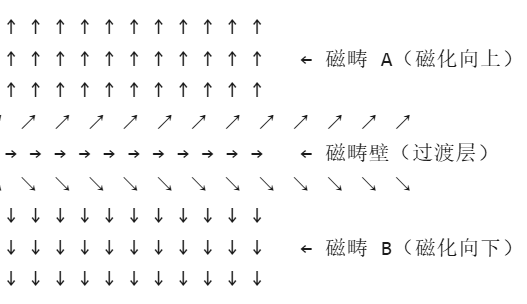 ↑ ↑ ↑ ↑ ↑ ↑ ↑ ↑ ↑ ↑ ↑
↑ ↑ ↑ ↑ ↑ ↑ ↑ ↑ ↑ ↑ ↑ ← 磁畴 A（磁化向上）
↑ ↑ ↑ ↑ ↑ ↑ ↑ ↑ ↑ ↑ ↑
↗ ↗ ↗ ↗ ↗ ↗ ↗ ↗ ↗ ↗ ↗ ↗
→ → → → → → → → → → → ← 磁畴壁（过渡层）
↘ ↘ ↘ ↘ ↘ ↘ ↘ ↘ ↘ ↘ ↘ ↘
↓ ↓ ↓ ↓ ↓ ↓ ↓ ↓ ↓ ↓ ↓
↓ ↓ ↓ ↓ ↓ ↓ ↓ ↓ ↓ ↓ ↓ ← 磁畴 B（磁化向下）
↓ ↓ ↓ ↓ ↓ ↓ ↓ ↓ ↓ ↓ ↓